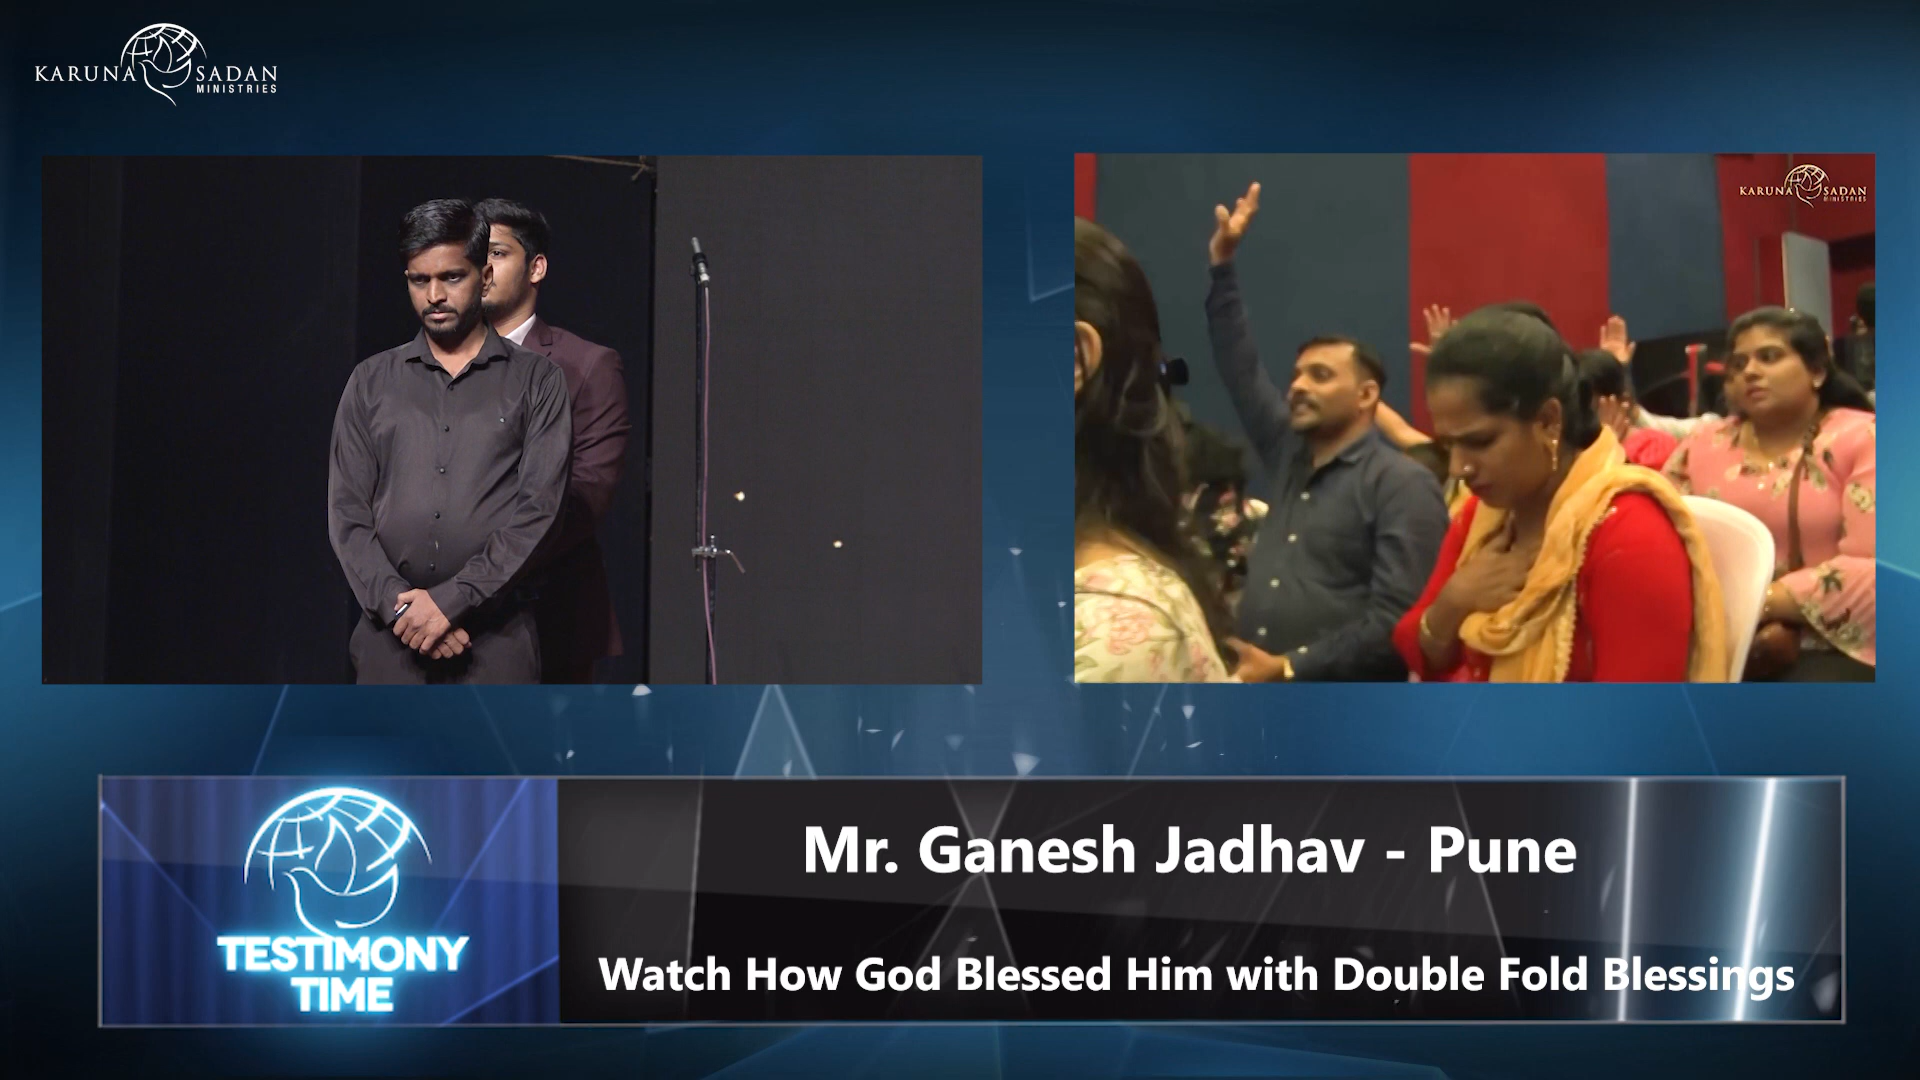 KARUNA SADAN
MINISTRIES
KARUNA SADAN
MINISTRIES
Mr. Ganesh Jadhav - Pune
TESTIMONY
TIME
Watch How God Blessed Him with Double Fold Blessings